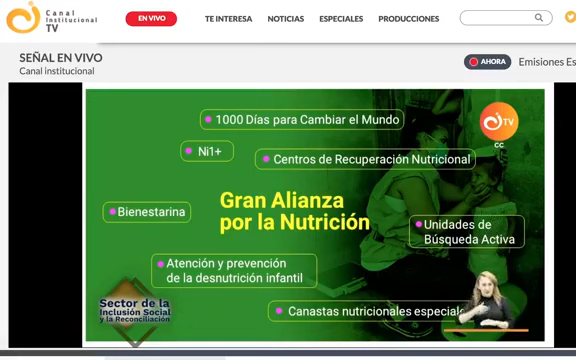 Canal
Institucional
TV
EN VIVO
TE INTERESA
NOTICIAS
ESPECIALES
PRODUCCIONES
SEÑAL EN VIVO
Canal institucional
AHORA
Emisiones Es
1000 Días para Cambiar el Mundo
TV
CC
Ni1+
Centros de Recuperación Nutricional
Gran Alianza
por la Nutrición
Bienestarina
Unidades de
Búsqueda Activa
Atención y prevención
de la desnutrición infantil
Sector de la
Inclusión Social
y la Reconciliación
Canastas nutricionales especial